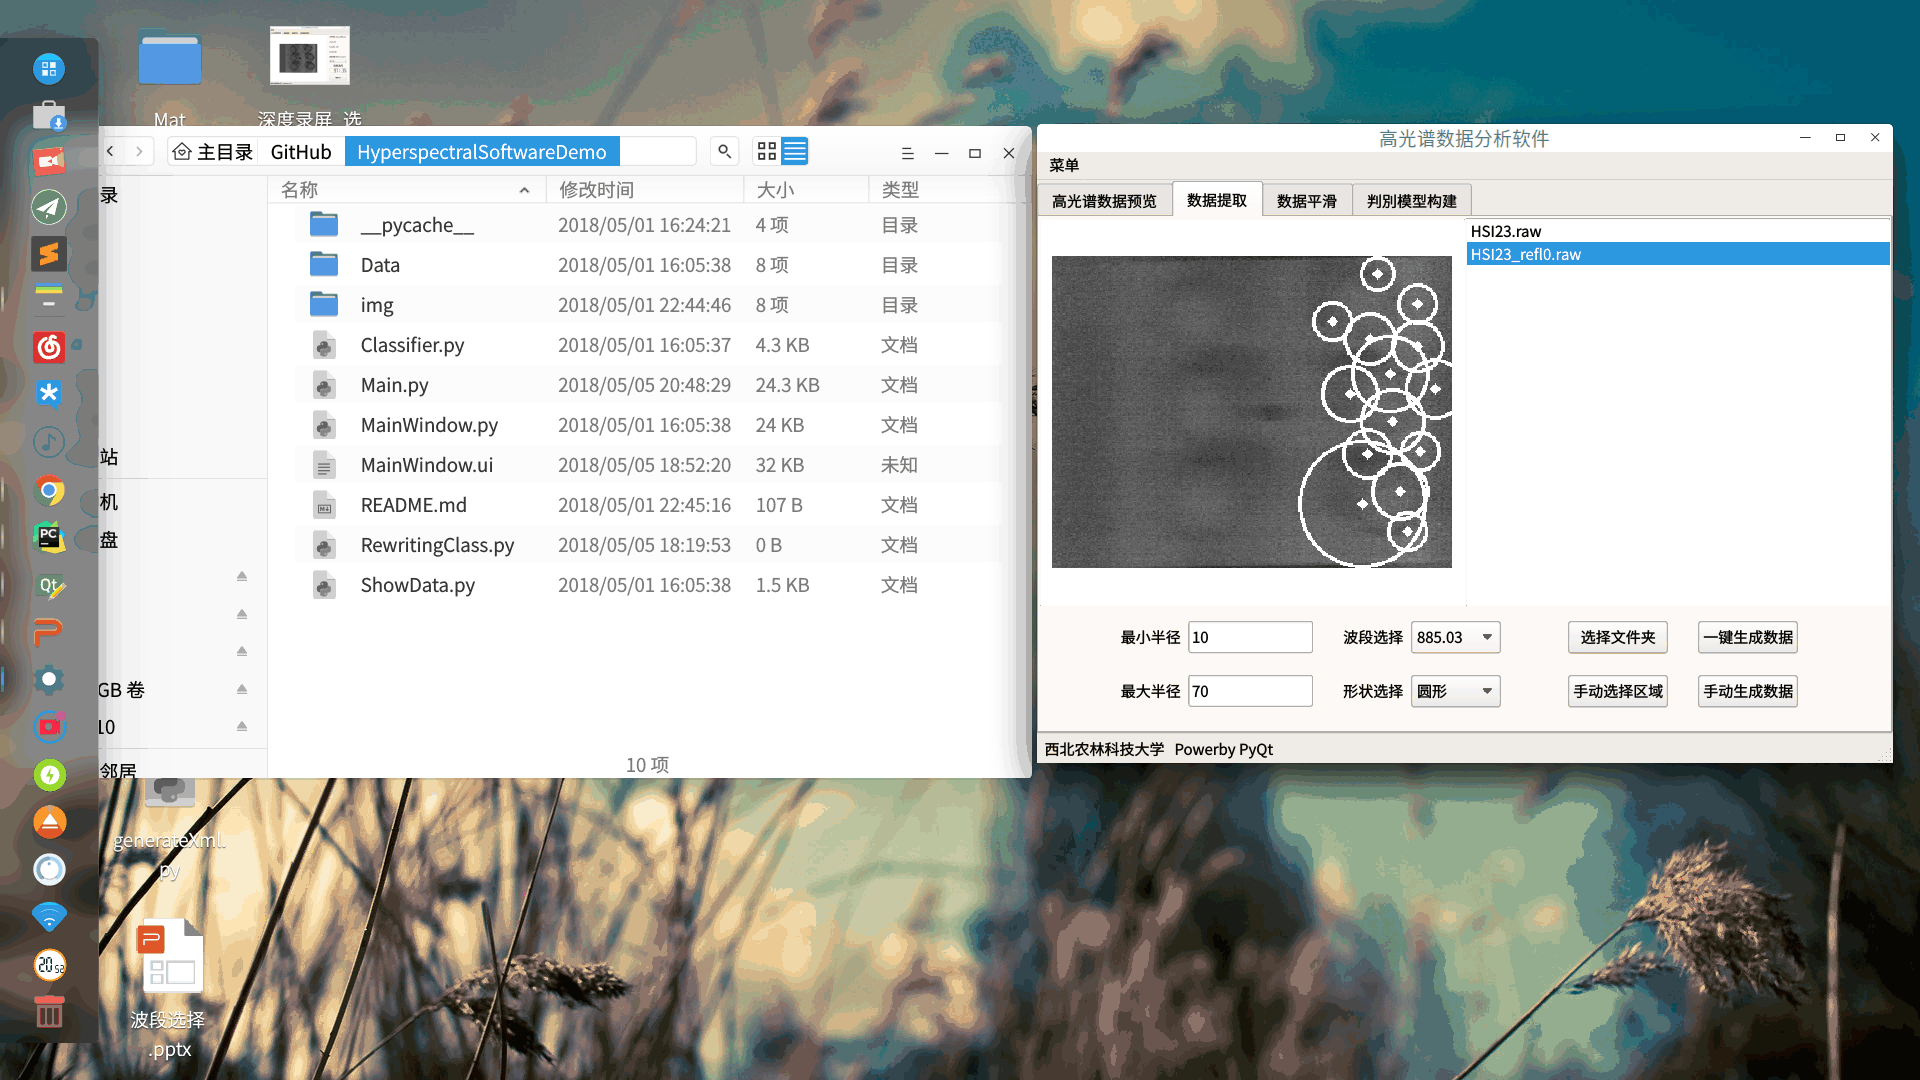 Mat
深度录屏_选
主目录
GitHub
HyperspectralSoftwareDemo
名称
修改时间
大小
类型
__pycache__
2018/05/01 16:24:21
4 项
目录
Data
2018/05/01 16:05:38
8 项
目录
img
2018/05/01 22:44:46
8 项
目录
Classifier.py
2018/05/01 16:05:37
4.3 KB
文档
Main.py
2018/05/05 20:48:29
24.3 KB
文档
MainWindow.py
2018/05/01 16:05:38
24 KB
文档
MainWindow.ui
2018/05/05 18:52:20
32 KB
未知
README.md
2018/05/01 22:45:16
107 B
文档
RewritingClass.py
2018/05/05 18:19:53
0 B
文档
ShowData.py
2018/05/01 16:05:38
1.5 KB
文档
10 项
录
站
机
盘
GB 卷
10
邻居
generateXml.
py
波段选择
.pptx
PC
Qt
20 52
高光谱数据分析软件
菜单
高光谱数据预览
数据提取
数据平滑
判别模型构建
HSI23.raw
HSI23_refl0.raw
最小半径
10
波段选择
885.03
选择文件夹
一键生成数据
最大半径
70
形状选择
圆形
手动选择区域
手动生成数据
西北农林科技大学 Powerby PyQt